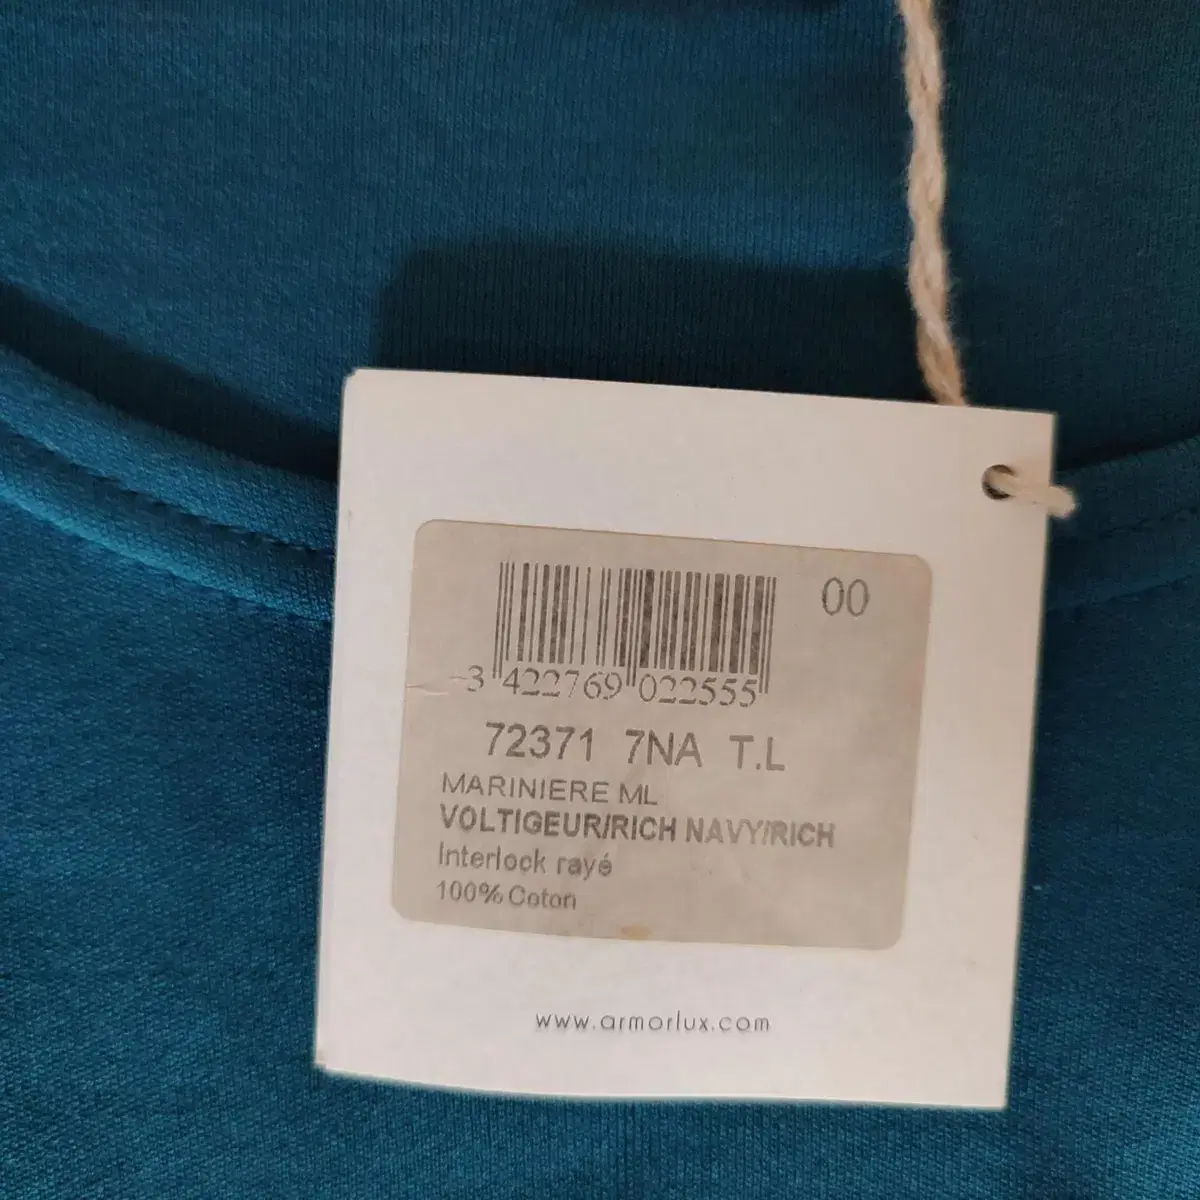 00
3 422769 022555
72371 7NA T.L
MARINIERE ML
VOLTIGEUR/RICH NAVY/RICH
Interlock rayé
100% Coton
www.armorlux.com